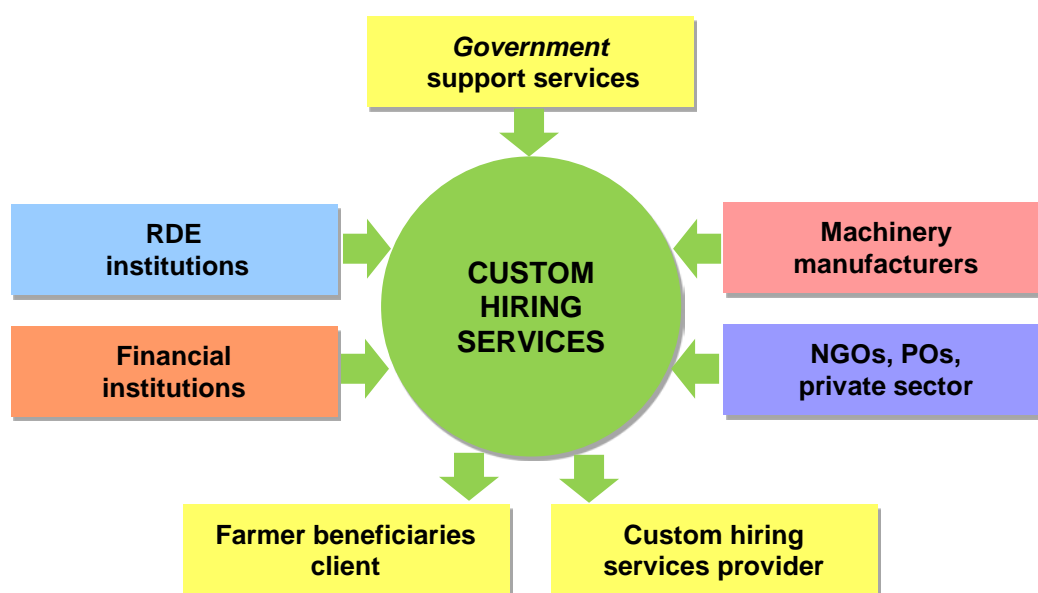 Government
support services
RDE
institutions
Machinery
manufacturers
CUSTOM
HIRING
SERVICES
Financial
institutions
NGOs, POs,
private sector
Farmer beneficiaries
client
Custom hiring
services provider